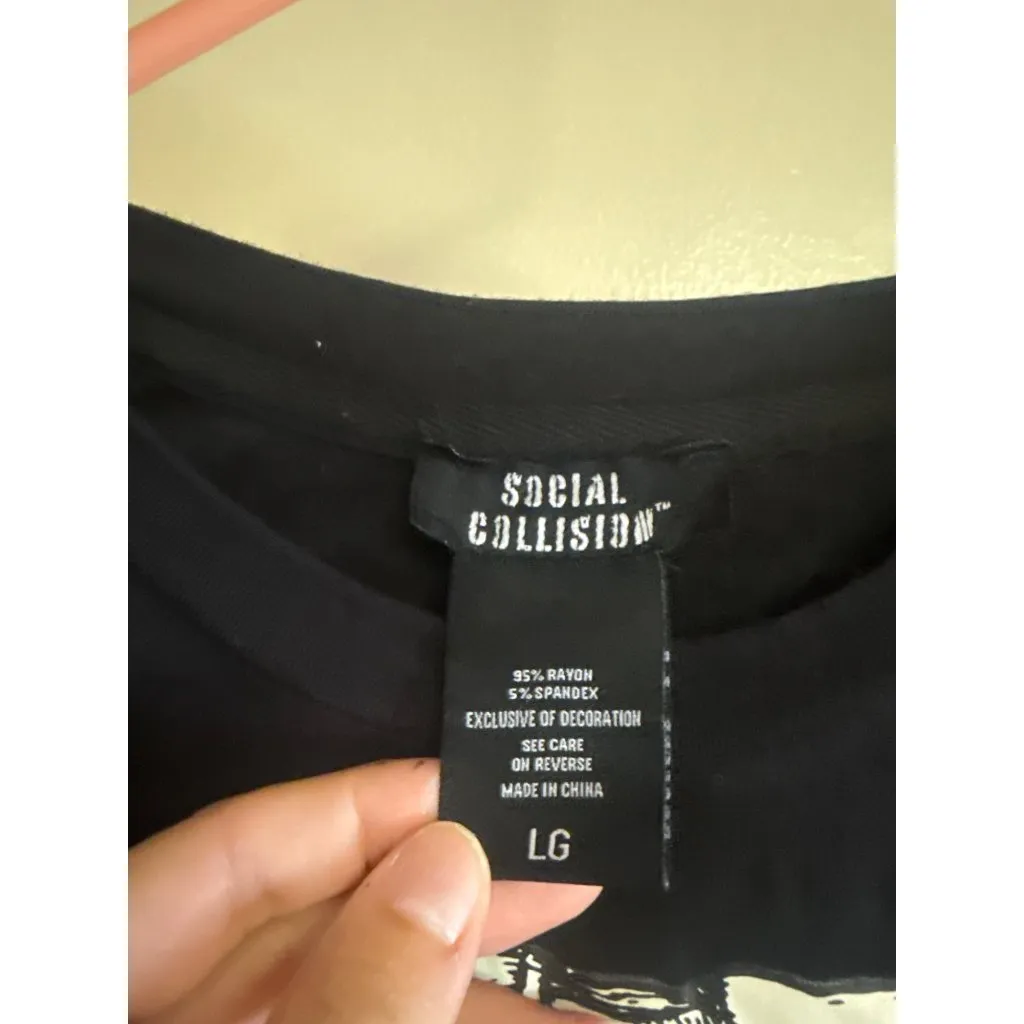 SOCIAL
COLLISION™
95% RAYON
5% SPANDEX
EXCLUSIVE OF DECORATION
SEE CARE
ON REVERSE
MADE IN CHINA
LG